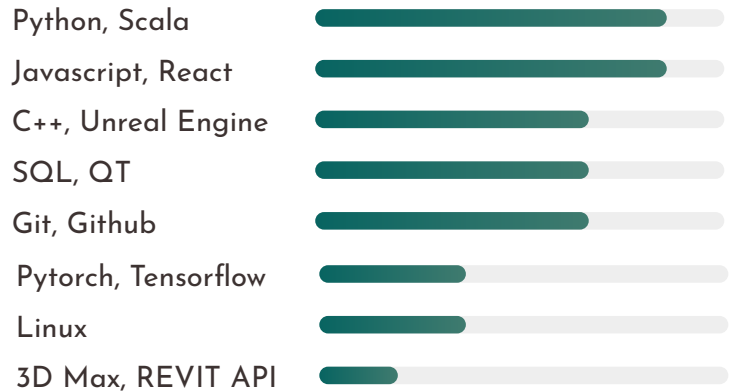 Python, Scala
Javascript, React
C++, Unreal Engine
SQL, QT
Git, Github
Pytorch, Tensorflow
Linux
3D Max, REVIT API